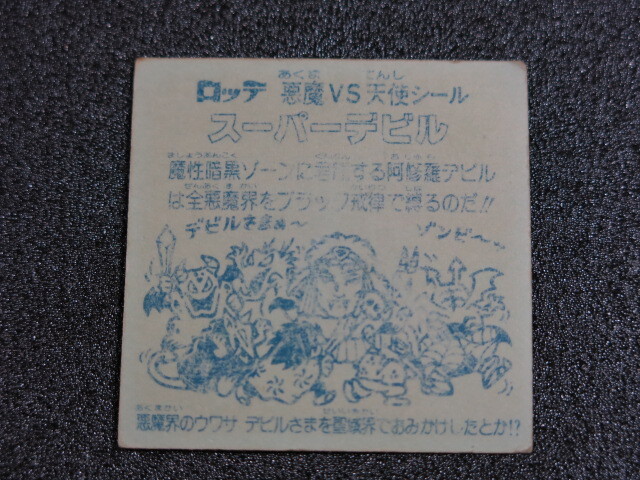 ロッテ 悪魔VS天使シール
スーパーデビル
魔性暗黒ゾーンに君臨する阿修羅デビル
は全悪魔界をブラック戒律で縛るのだ!!
デビルさまぁ〜
ゾンビ〜ッ
悪魔界のウワサ デビルさまを聖魔界でおみかけしたとか!?